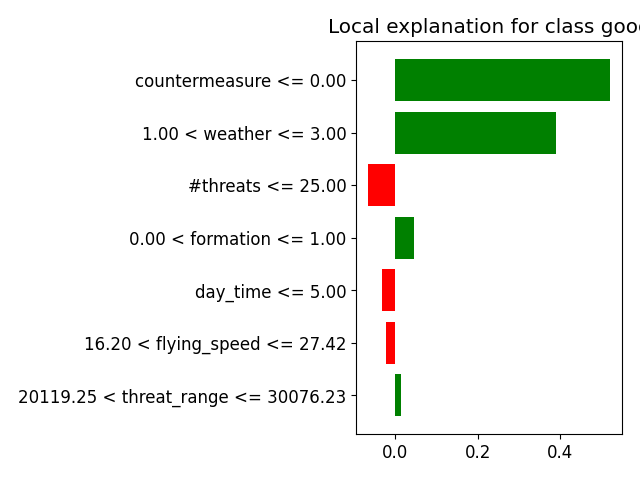 Local explanation for class good
countermeasure <= 0.00
1.00 < weather <= 3.00
#threats <= 25.00
0.00 < formation <= 1.00
day_time <= 5.00
16.20 < flying_speed <= 27.42
20119.25 < threat_range <= 30076.23
0.0 0.2 0.4